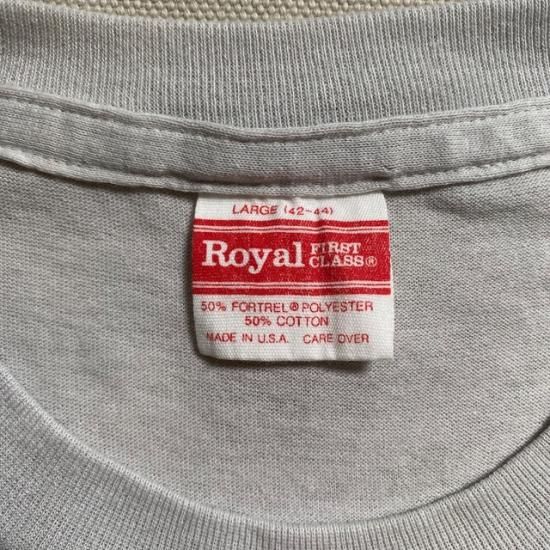 LARGE (42-44)
Royal FIRST CLASS®
50% FORTREL® POLYESTER
50% COTTON
MADE IN U.S.A. CARE OVER